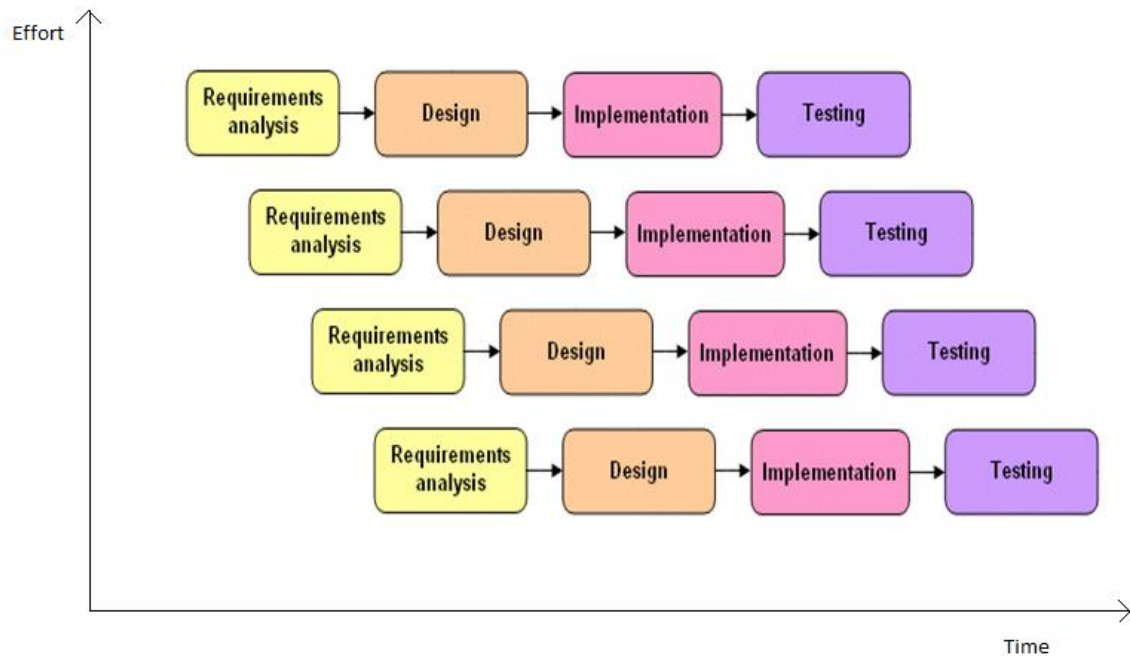 Effort
Requirements
analysis
Design
Implementation
Testing
Requirements
analysis
Design
Implementation
Testing
Requirements
analysis
Design
Implementation
Testing
Requirements
analysis
Design
Implementation
Testing
Time